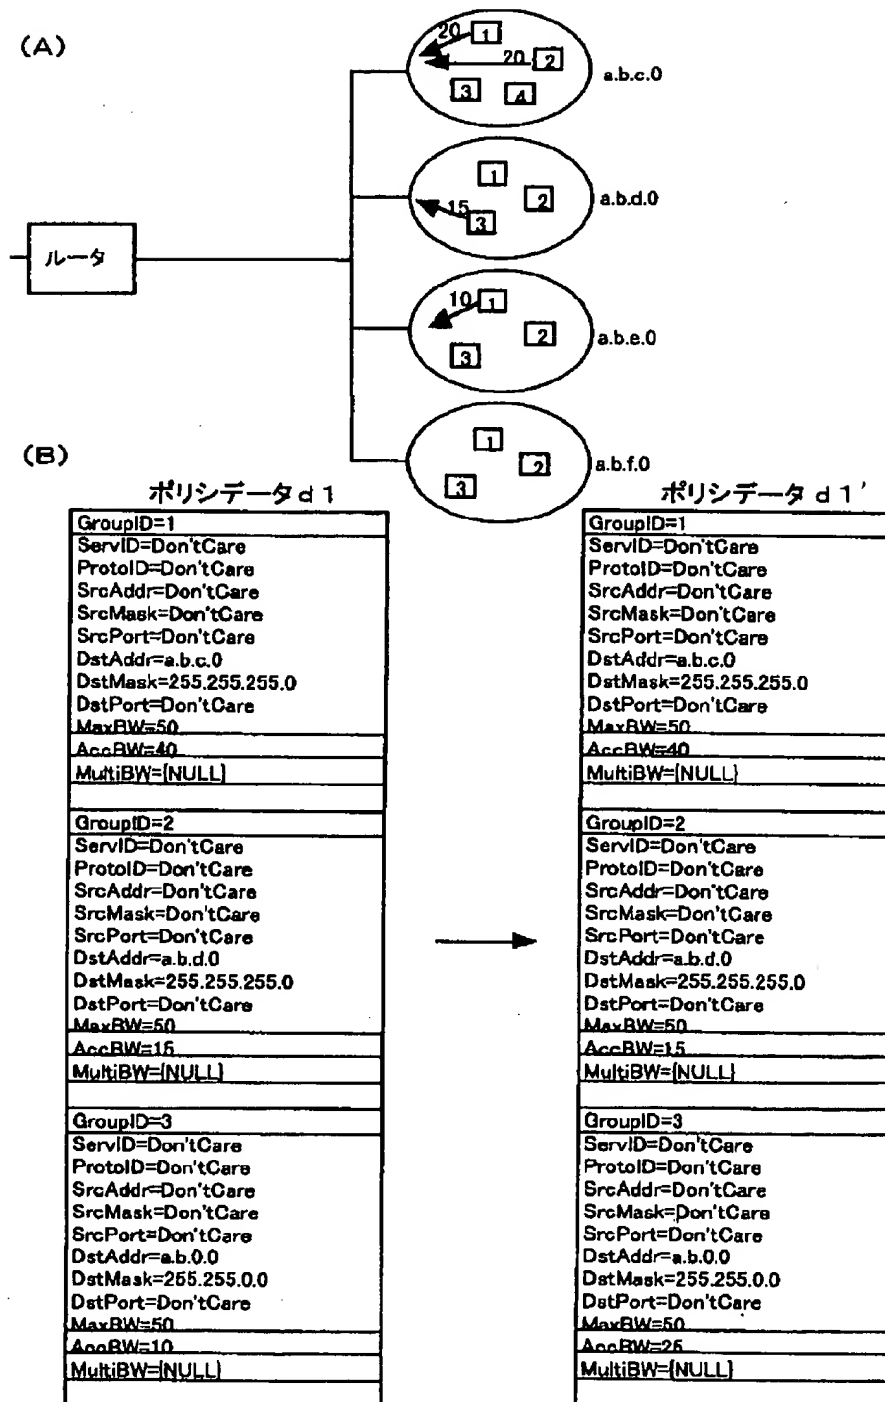 (A)
20
1
20
2
3
4
a.b.c.0
1
15
2
3
a.b.d.0
ルータ
10
1
2
3
a.b.e.0
1
2
3
a.b.f.0
(B)
ポリシデータd1
GroupID=1
ServID=Don'tCare
ProtoID=Don'tCare
SrcAddr=Don'tCare
SrcMask=Don'tCare
SrcPort=Don'tCare
DstAddr=a.b.c.0
DstMask=255.255.255.0
DstPort=Don'tCare
MaxBW=50
AccBW=40
MultiBW={NULL}
GroupID=2
ServID=Don'tCare
ProtoID=Don'tCare
SrcAddr=Don'tCare
SrcMask=Don'tCare
SrcPort=Don'tCare
DstAddr=a.b.d.0
DstMask=255.255.255.0
DstPort=Don'tCare
MaxBW=50
AccBW=15
MultiBW={NULL}
GroupID=3
ServID=Don'tCare
ProtoID=Don'tCare
SrcAddr=Don'tCare
SrcMask=Don'tCare
SrcPort=Don'tCare
DstAddr=a.b.0.0
DstMask=255.255.0.0
DstPort=Don'tCare
MaxBW=50
AccBW=10
MultiBW={NULL}
ポリシデータd1'
GroupID=1
ServID=Don'tCare
ProtoID=Don'tCare
SrcAddr=Don'tCare
SrcMask=Don'tCare
SrcPort=Don'tCare
DstAddr=a.b.c.0
DstMask=255.255.255.0
DstPort=Don'tCare
MaxBW=50
AccBW=40
MultiBW={NULL}
GroupID=2
ServID=Don'tCare
ProtoID=Don'tCare
SrcAddr=Don'tCare
SrcMask=Don'tCare
SrcPort=Don'tCare
DstAddr=a.b.d.0
DstMask=255.255.255.0
DstPort=Don'tCare
MaxBW=50
AccBW=15
MultiBW={NULL}
GroupID=3
ServID=Don'tCare
ProtoID=Don'tCare
SrcAddr=Don'tCare
SrcMask=Don'tCare
SrcPort=Don'tCare
DstAddr=a.b.0.0
DstMask=255.255.0.0
DstPort=Don'tCare
MaxBW=50
AccBW=25
MultiBW={NULL}